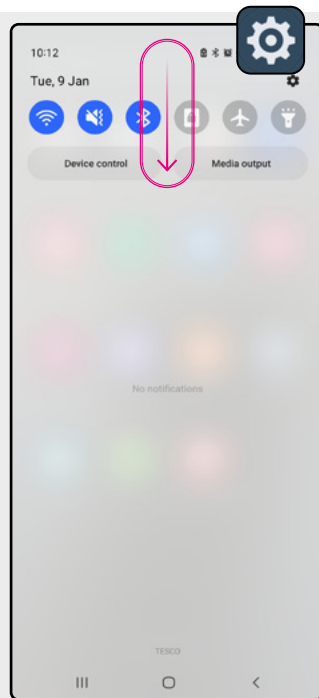 10:12
Tue, 9 Jan
Device control Media output
No notifications
TESCO